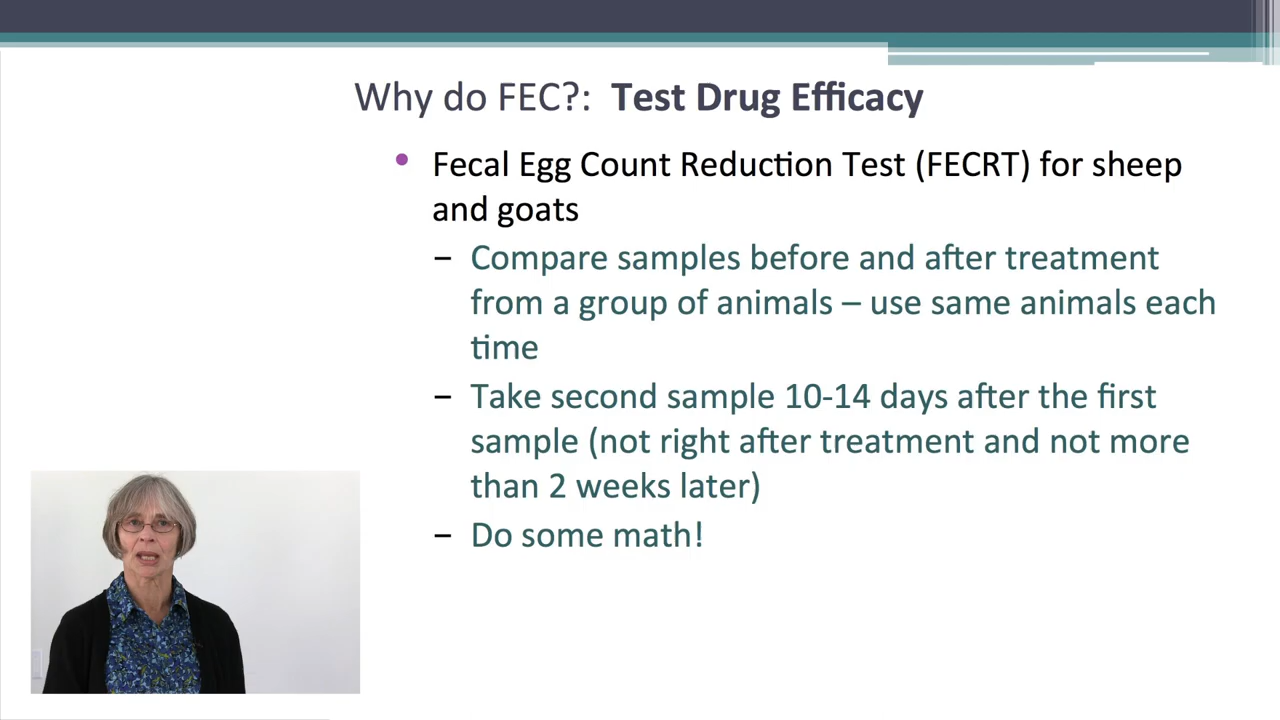 Why do FEC?: Test Drug Efficacy
• Fecal Egg Count Reduction Test (FECRT) for sheep
and goats
– Compare samples before and after treatment
from a group of animals – use same animals each
time
– Take second sample 10-14 days after the first
sample (not right after treatment and not more
than 2 weeks later)
– Do some math!